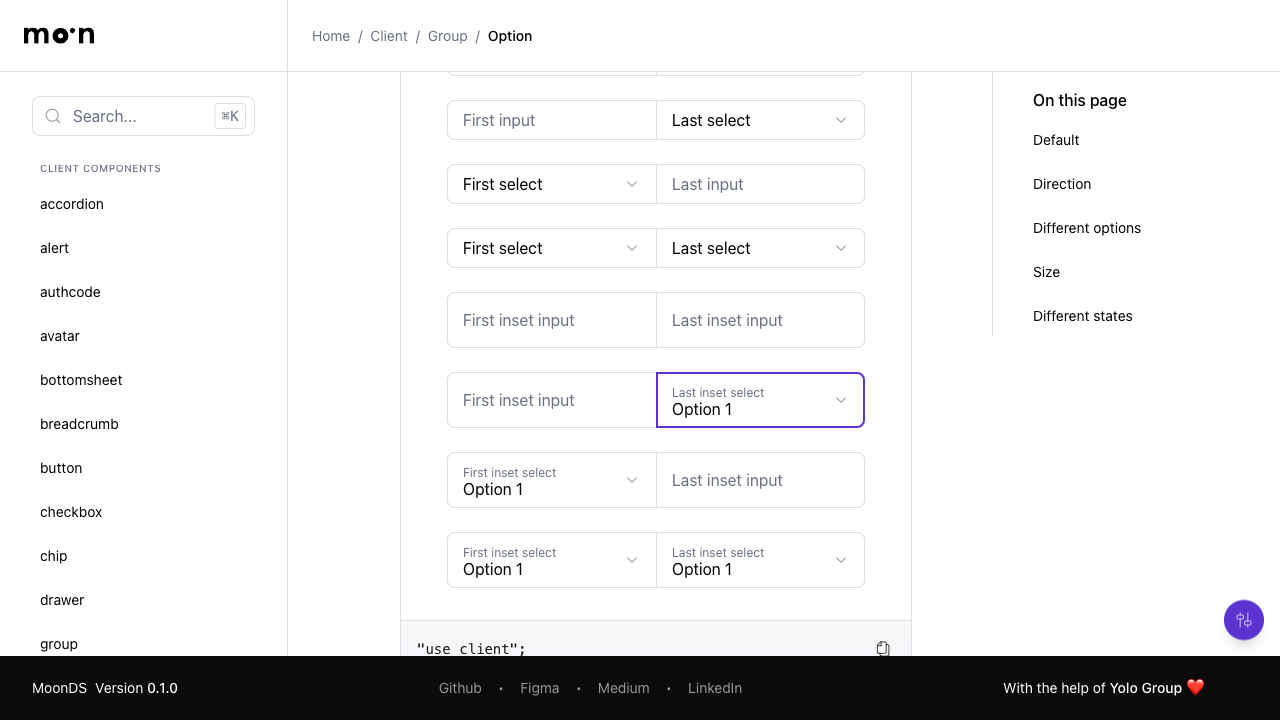 moon
Home / Client / Group / Option
Search... ⌘K
CLIENT COMPONENTS
accordion
alert
authcode
avatar
bottomsheet
breadcrumb
button
checkbox
chip
drawer
group
First input Last select
First select Last input
First select Last select
First inset input Last inset input
First inset input Last inset select
Option 1
First inset select Last inset input
Option 1
First inset select Last inset select
Option 1 Option 1
"use client";
On this page
Default
Direction
Different options
Size
Different states
MoonDS Version 0.1.0 Github • Figma • Medium • LinkedIn With the help of Yolo Group ❤️